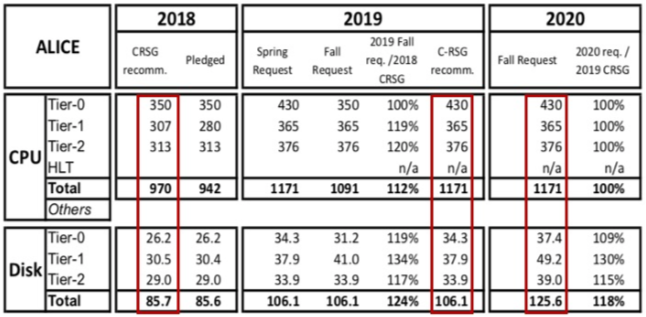 ALICE 2018 2019 2020
CRSG recomm. Pledged Spring Request Fall Request 2019 Fall req. /2018 CRSG C-RSG recomm. Fall Request 2020 req. / 2019 CRSG
CPU
Tier-0 350 350 430 350 100% 430 430 100%
Tier-1 307 280 365 365 119% 365 365 100%
Tier-2 313 313 376 376 120% 376 376 100%
HLT n/a n/a n/a n/a
Total 970 942 1171 1091 112% 1171 1171 100%
Others
Disk
Tier-0 26.2 26.2 34.3 31.2 119% 34.3 37.4 109%
Tier-1 30.5 30.4 37.9 41.0 134% 37.9 49.2 130%
Tier-2 29.0 29.0 33.9 33.9 117% 33.9 39.0 115%
Total 85.7 85.6 106.1 106.1 124% 106.1 125.6 118%